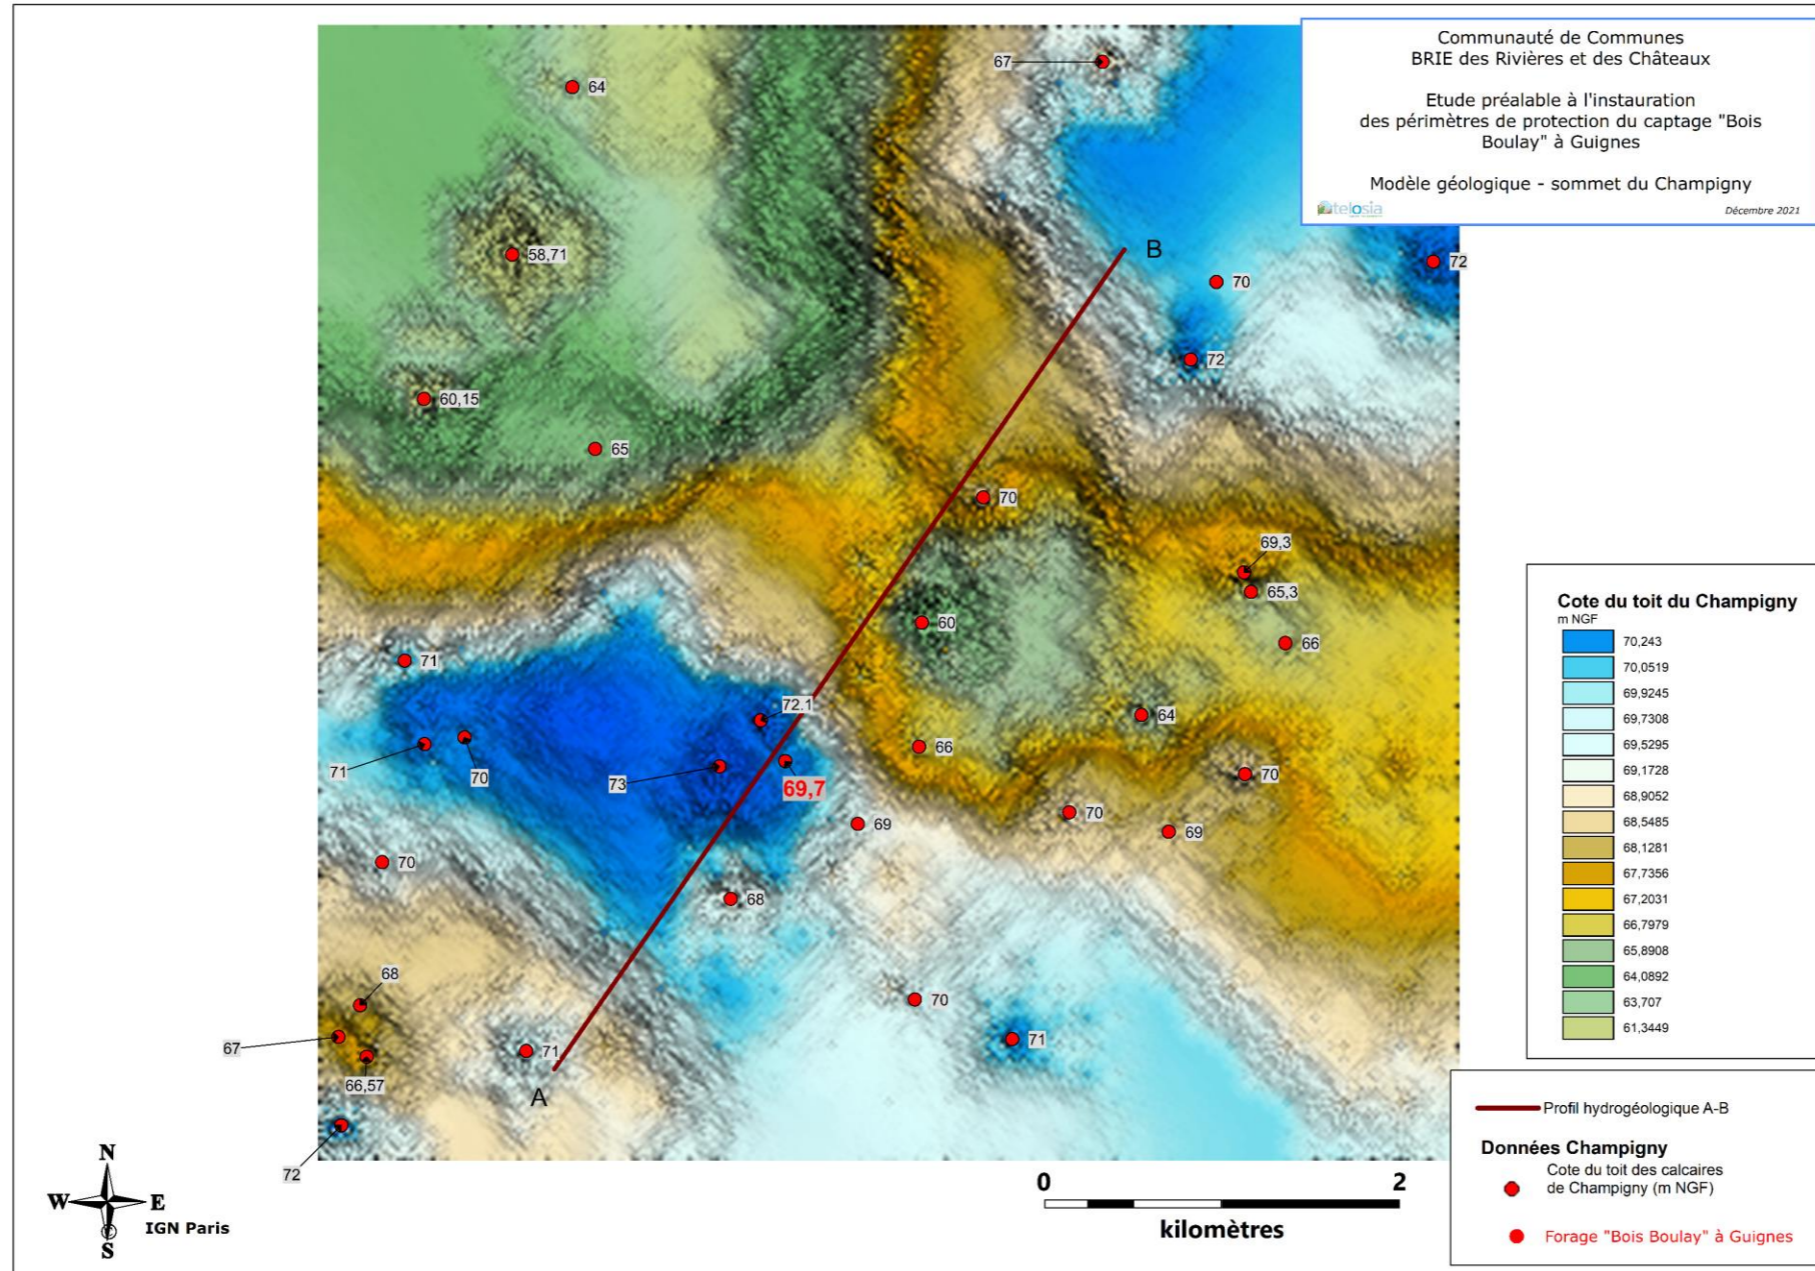 Communauté de Communes
BRIE des Rivières et des Châteaux
Etude préalable à l'instauration
des périmètres de protection du captage "Bois
Boulay" à Guignes
Modèle géologique - sommet du Champigny
telosia
Décembre 2021
67
64
B
58,71
72
70
72
60,15
65
70
69,3
65,3
60
66
71
72.1
64
66
71
70
73
69,7
70
70
69
69
70
68
68
70
67
71
71
66,57
A
72
Cote du toit du Champigny
m NGF
70,243
70,0519
69,9245
69,7308
69,5295
69,1728
68,9052
68,5485
68,1281
67,7356
67,2031
66,7979
65,8908
64,0892
63,707
61,3449
Profil hydrogéologique A-B
Données Champigny
Cote du toit des calcaires
de Champigny (m NGF)
Forage "Bois Boulay" à Guignes
N
W E
S
IGN Paris
0 2
kilomètres